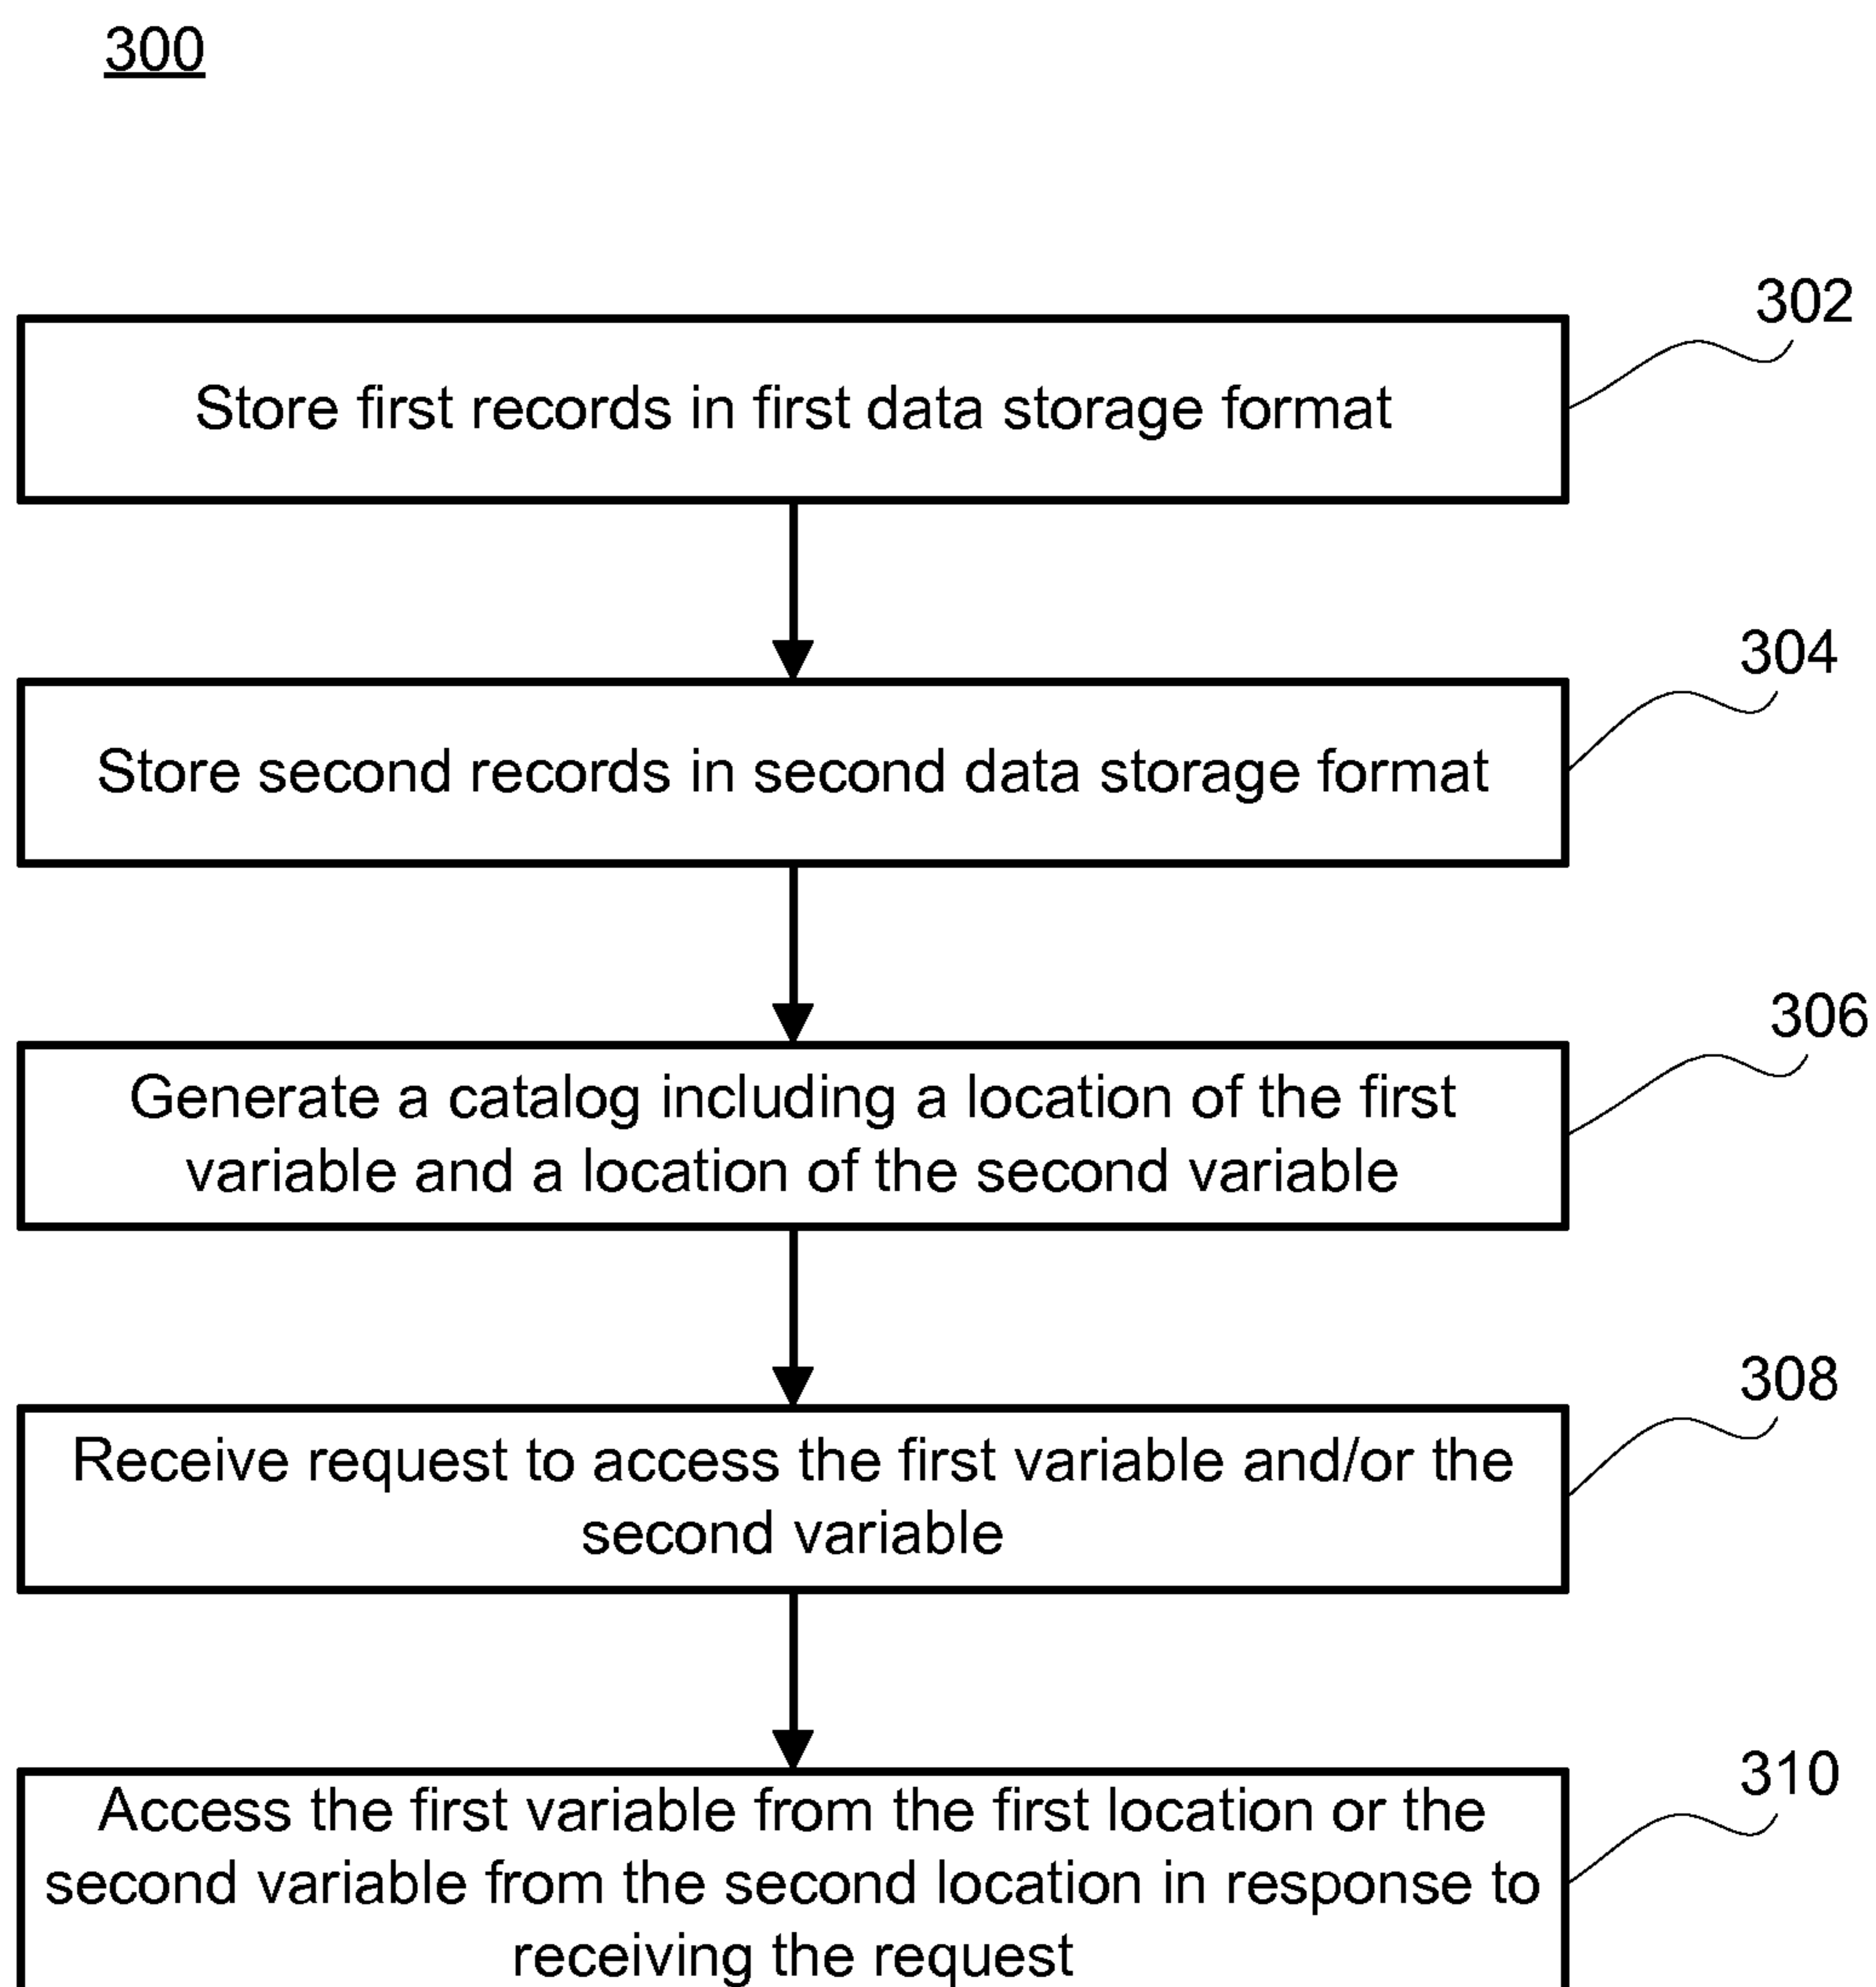 300
302
Store first records in first data storage format
304
Store second records in second data storage format
306
Generate a catalog including a location of the first
variable and a location of the second variable
308
Receive request to access the first variable and/or the
second variable
310
Access the first variable from the first location or the
second variable from the second location in response to
receiving the request